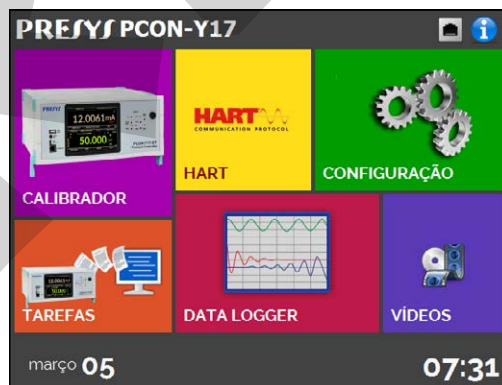 PRESYS PCON-Y17
PRESYS
12.0061mA
50.000
CALIBRADOR
HART
COMMUNICATION PROTOCOL
HART
CONFIGURAÇÃO
TAREFAS
DATA LOGGER
VÍDEOS
março 05
07:31